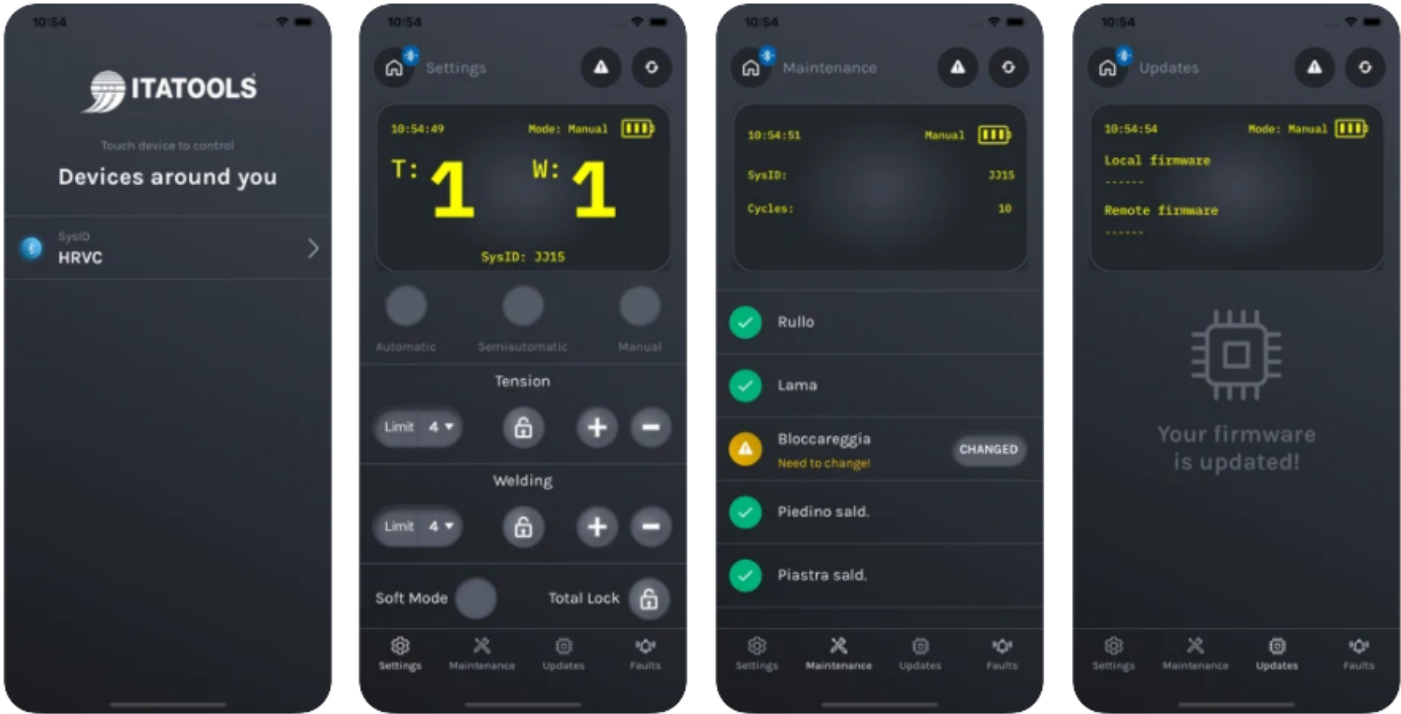 10:54
ITATOOLS
Touch device to control
Devices around you
SysID
HRVC
10:54
Settings
10:54:49 Mode: Manual
T: 1 W: 1
SysID: JJ15
Automatic Semiautomatic Manual
Tension
Limit 4
Welding
Limit 4
Soft Mode Total Lock
Settings Maintenance Updates Faults
10:54
Maintenance
10:54:51 Manual
SysID: JJ15
Cycles: 10
Rullo
Lama
Bloccareggia
Need to change!
CHANGED
Piedino sald.
Piastra sald.
Settings Maintenance Updates Faults
10:54
Updates
10:54:54 Mode: Manual
Local firmware
------
Remote firmware
------
Your firmware
is updated!
Settings Maintenance Updates Faults